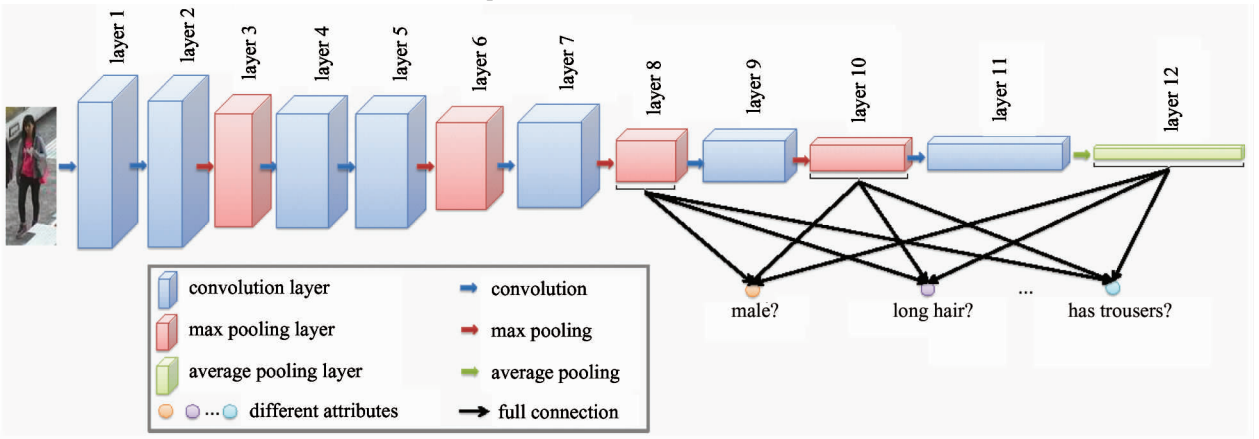 layer 1
layer 2
layer 3
layer 4
layer 5
layer 6
layer 7
layer 8
layer 9
layer 10
layer 11
layer 12
male?
long hair?
...
has trousers?
convolution layer
convolution
max pooling layer
max pooling
average pooling layer
average pooling
... different attributes
full connection